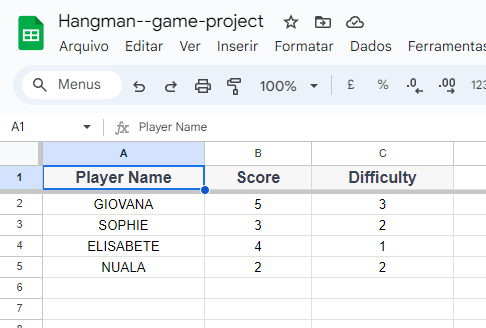 Hangman--game-project
Arquivo Editar Ver Inserir Formatar Dados Ferramentas
Menus 100% £ % .0 .00 123
A1 fx Player Name
A B C
1 Player Name Score Difficulty
2 GIOVANA 5 3
3 SOPHIE 3 2
4 ELISABETE 4 1
5 NUALA 2 2
6
7